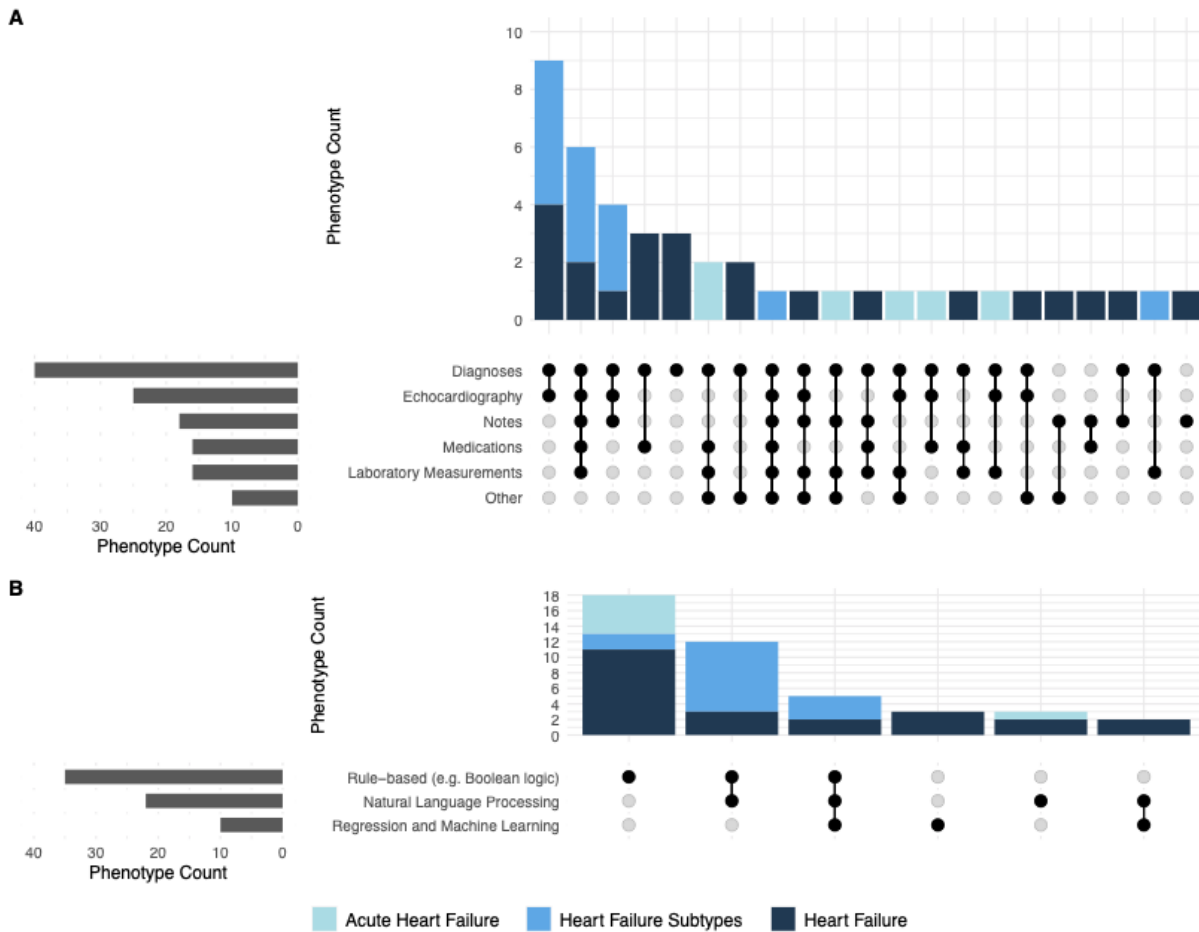 A
Phenotype Count
10
8
6
4
2
0
Diagnoses
Echocardiography
Notes
Medications
Laboratory Measurements
Other
40 30 20 10 0
Phenotype Count
B
Phenotype Count
18
16
14
12
10
8
6
4
2
0
Rule-based (e.g. Boolean logic)
Natural Language Processing
Regression and Machine Learning
40 30 20 10 0
Phenotype Count
Acute Heart Failure Heart Failure Subtypes Heart Failure